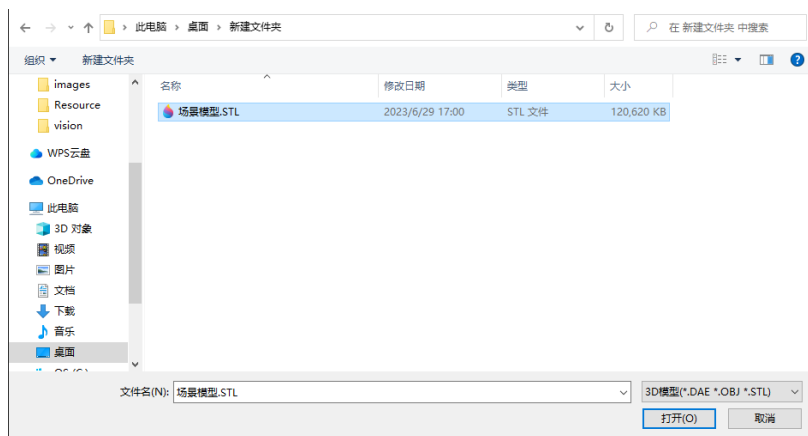 此电脑 › 桌面 › 新建文件夹
在 新建文件夹 中搜索
组织 新建文件夹
名称 修改日期 类型 大小
images
场景模型.STL 2023/6/29 17:00 STL 文件 120,620 KB
Resource
vision
WPS云盘
OneDrive
此电脑
3D 对象
视频
图片
文档
下载
音乐
桌面
文件名(N): 场景模型.STL 3D模型(*.DAE *.OBJ *.STL)
打开(O) 取消